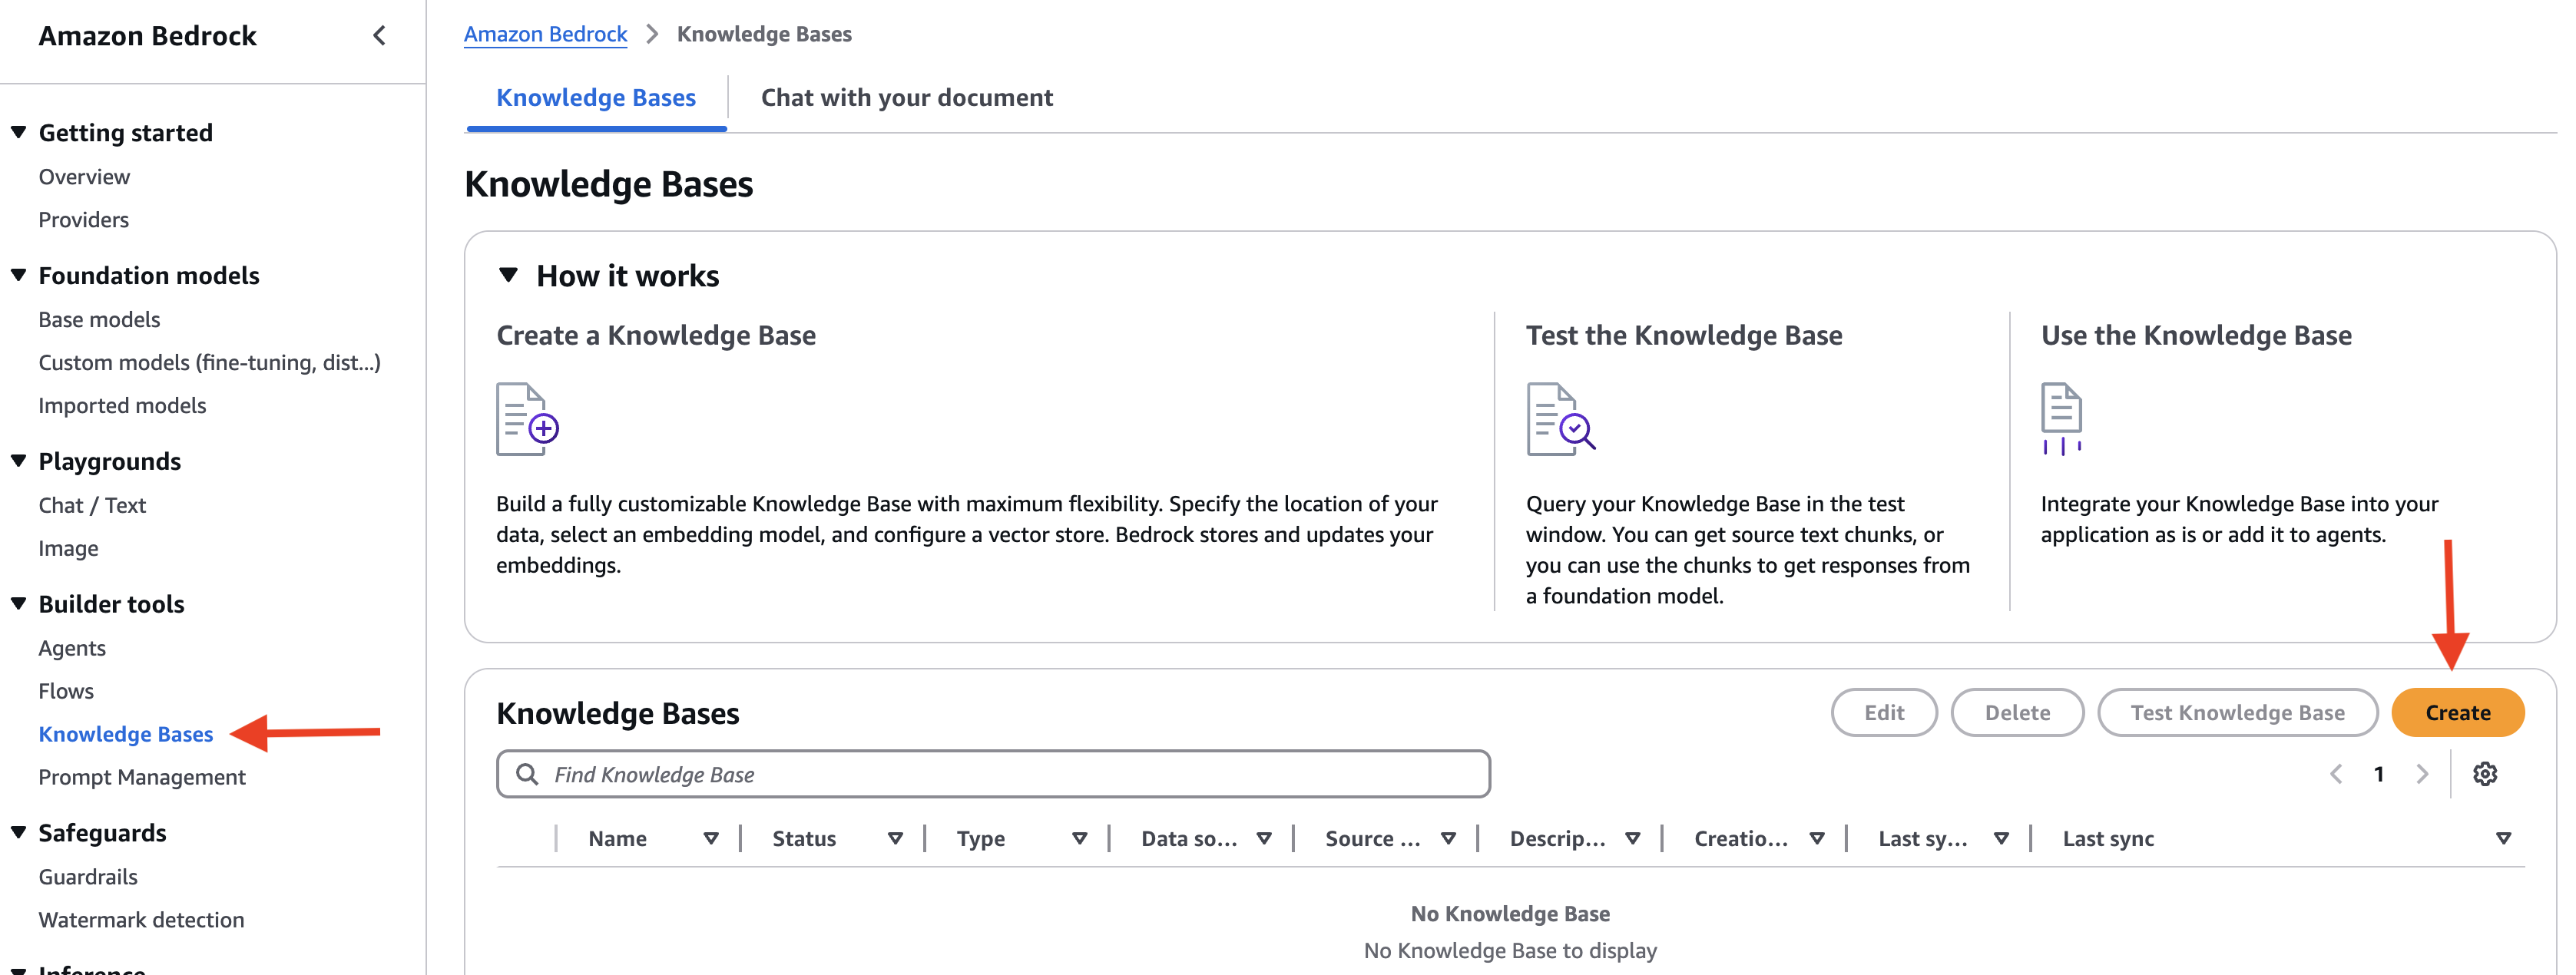 Amazon Bedrock
Getting started
Overview
Providers
Foundation models
Base models
Custom models (fine-tuning, dist...)
Imported models
Playgrounds
Chat / Text
Image
Builder tools
Agents
Flows
Knowledge Bases
Prompt Management
Safeguards
Guardrails
Watermark detection
Inference
Amazon Bedrock > Knowledge Bases
Knowledge Bases
Chat with your document
Knowledge Bases
How it works
Create a Knowledge Base
Build a fully customizable Knowledge Base with maximum flexibility. Specify the location of your
data, select an embedding model, and configure a vector store. Bedrock stores and updates your
embeddings.
Test the Knowledge Base
Query your Knowledge Base in the test
window. You can get source text chunks, or
you can use the chunks to get responses from
a foundation model.
Use the Knowledge Base
Integrate your Knowledge Base into your
application as is or add it to agents.
Knowledge Bases
Edit
Delete
Test Knowledge Base
Create
Find Knowledge Base
1
Name
Status
Type
Data so...
Source ...
Descrip...
Creatio...
Last sy...
Last sync
No Knowledge Base
No Knowledge Base to display